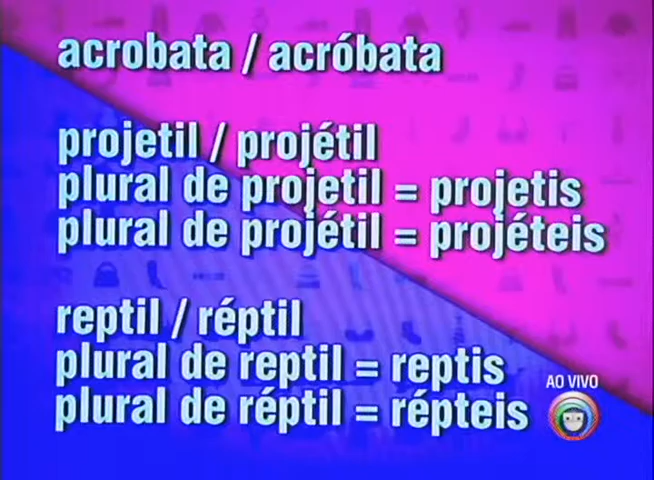 acrobata / acróbata
projetil / projétil
plural de projetil = projetis
plural de projétil = projéteis
reptil / réptil
plural de reptil = reptis
plural de réptil = répteis
AO VIVO